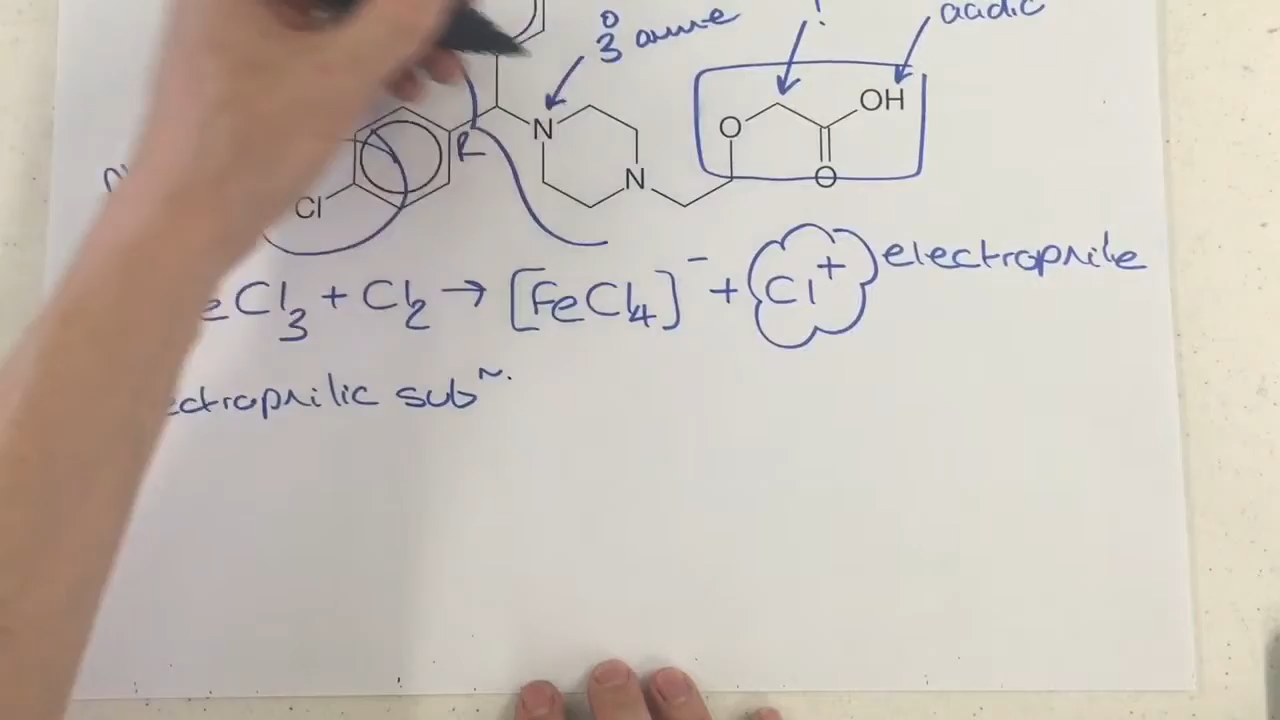 3° amine
!
acidic
OH
N
O
R
N
O
Cl
eCl3 + Cl2 → [FeCl4]⁻ + Cl⁺ electrophile
ectrophilic subⁿ.